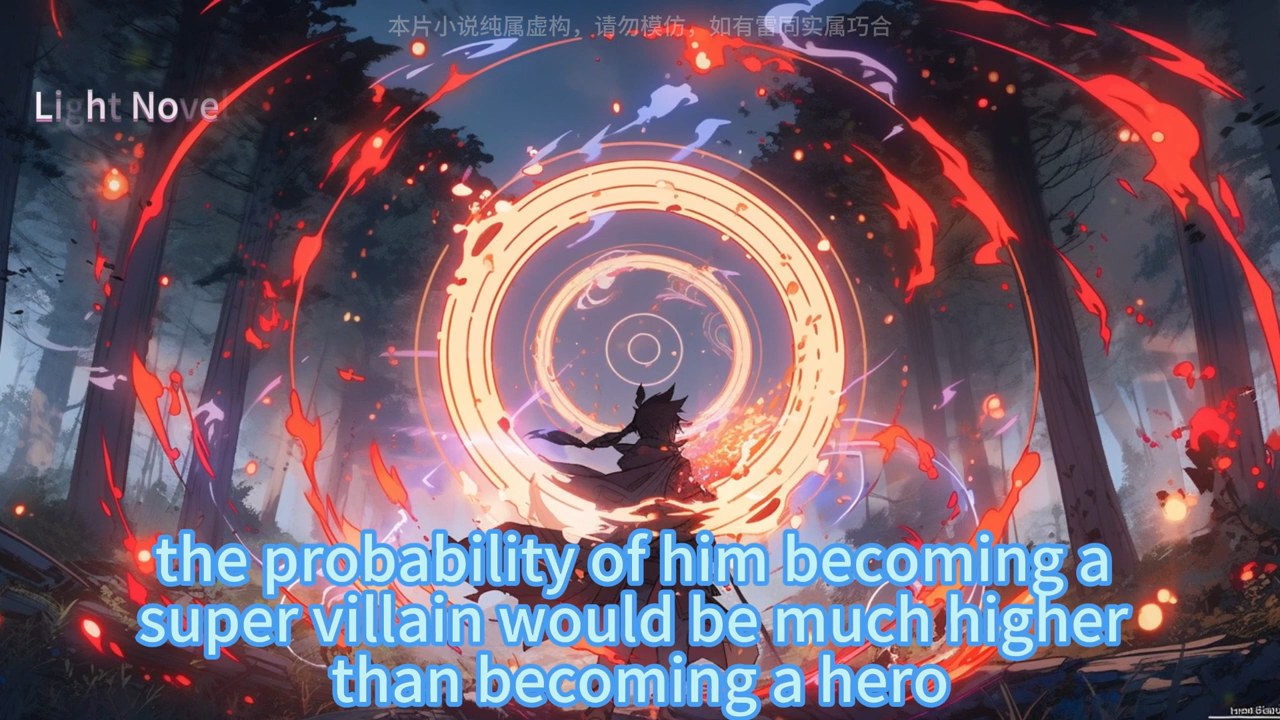 本片小说纯属虚构，请勿模仿，如有雷同实属巧合
Light Novel
the probability of him becoming a
super villain would be much higher
than becoming a hero